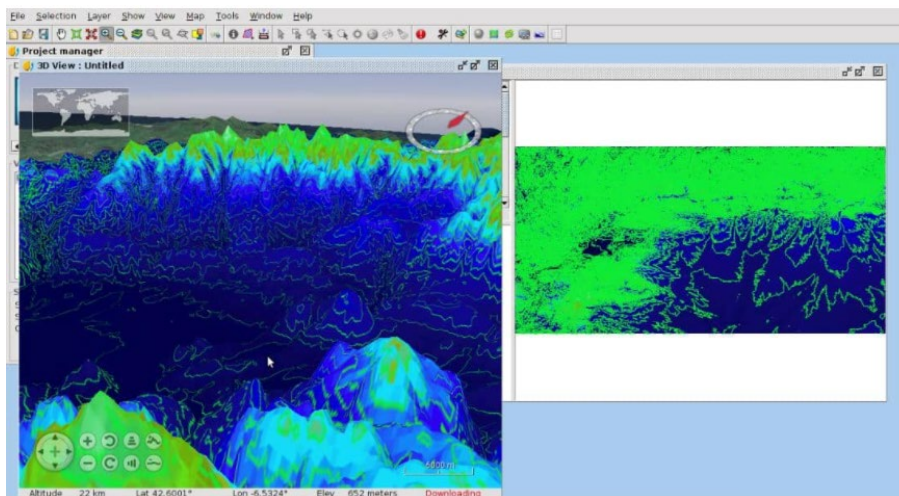 File Selection Layer Show View Map Tools Window Help
Project manager
3D View : Untitled
Altitude 22 km Lat 42.6001° Lon -6.5324° Elev 652 meters Downloading